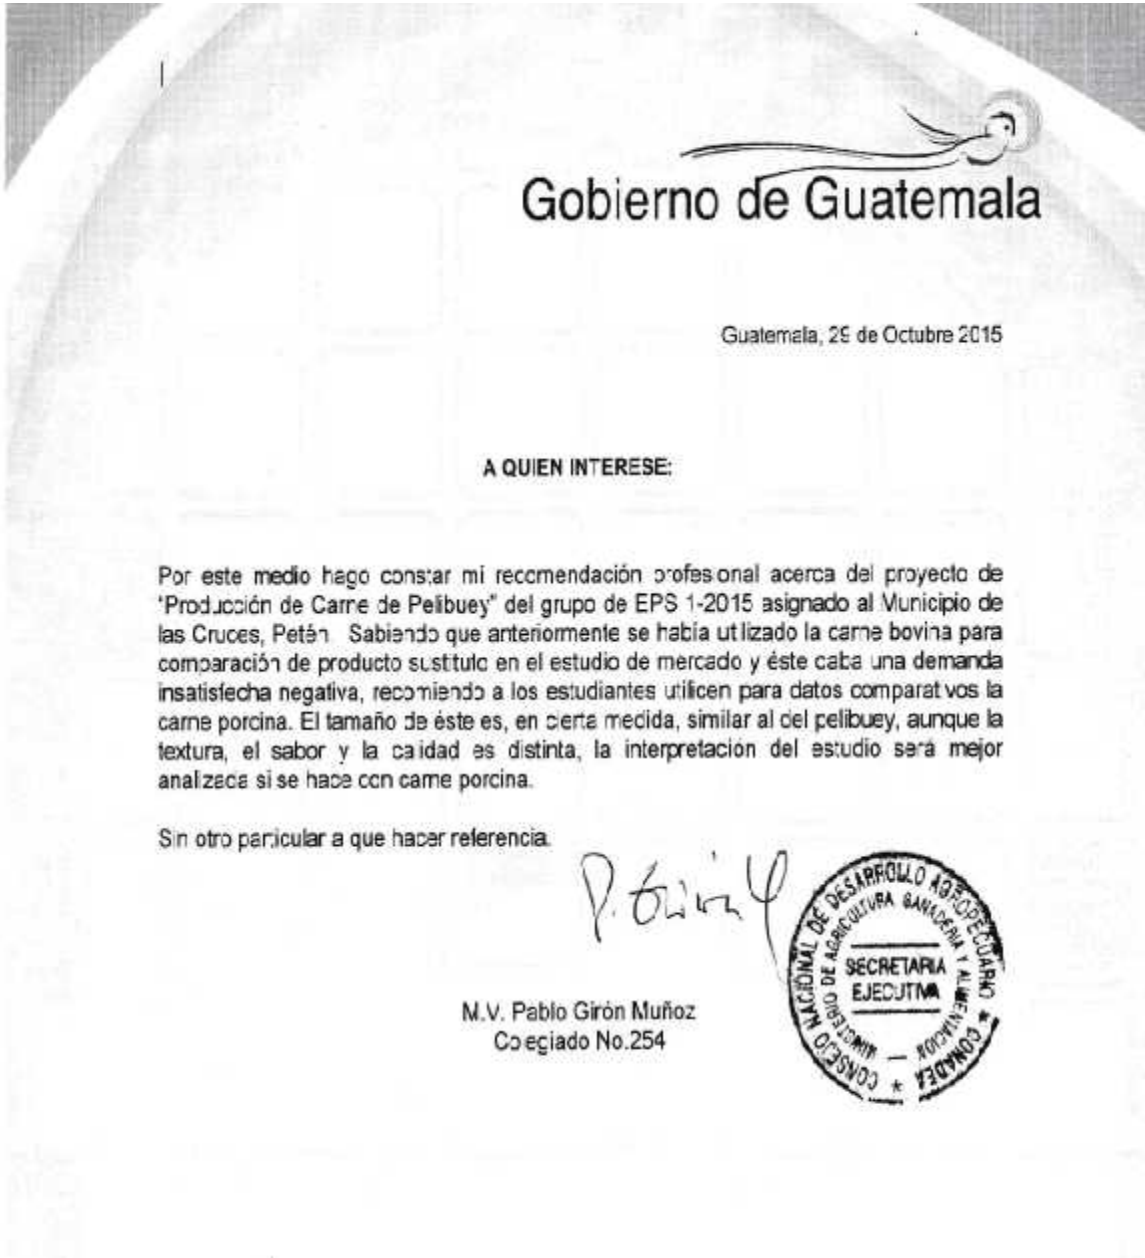 Gobierno de Guatemala
Guatemala, 29 de Octubre 2015
A QUIEN INTERESE:
Por este medio hago constar mi recomendación profesional acerca del proyecto de
"Producción de Carne de Pelibuey" del grupo de EPS 1-2015 asignado al Municipio de
las Cruces, Petén. Sabiendo que anteriormente se había utilizado la carne bovina para
comparación de producto sustituto en el estudio de mercado y éste daba una demanda
insatisfecha negativa, recomiendo a los estudiantes utilicen para datos comparativos la
carne porcina. El tamaño de éste es, en cierta medida, similar al del pelibuey, aunque la
textura, el sabor y la calidad es distinta, la interpretación del estudio será mejor
analizada si se hace con carne porcina.
Sin otro particular a que hacer referencia.
P. Girón
M.V. Pablo Girón Muñoz
Colegiado No.254
CONSEJO NACIONAL DE DESARROLLO AGROPECUARIO * CONADEA *
MINISTERIO DE AGRICULTURA GANADERIA Y ALIMENTACION
SECRETARIA
EJECUTIVA